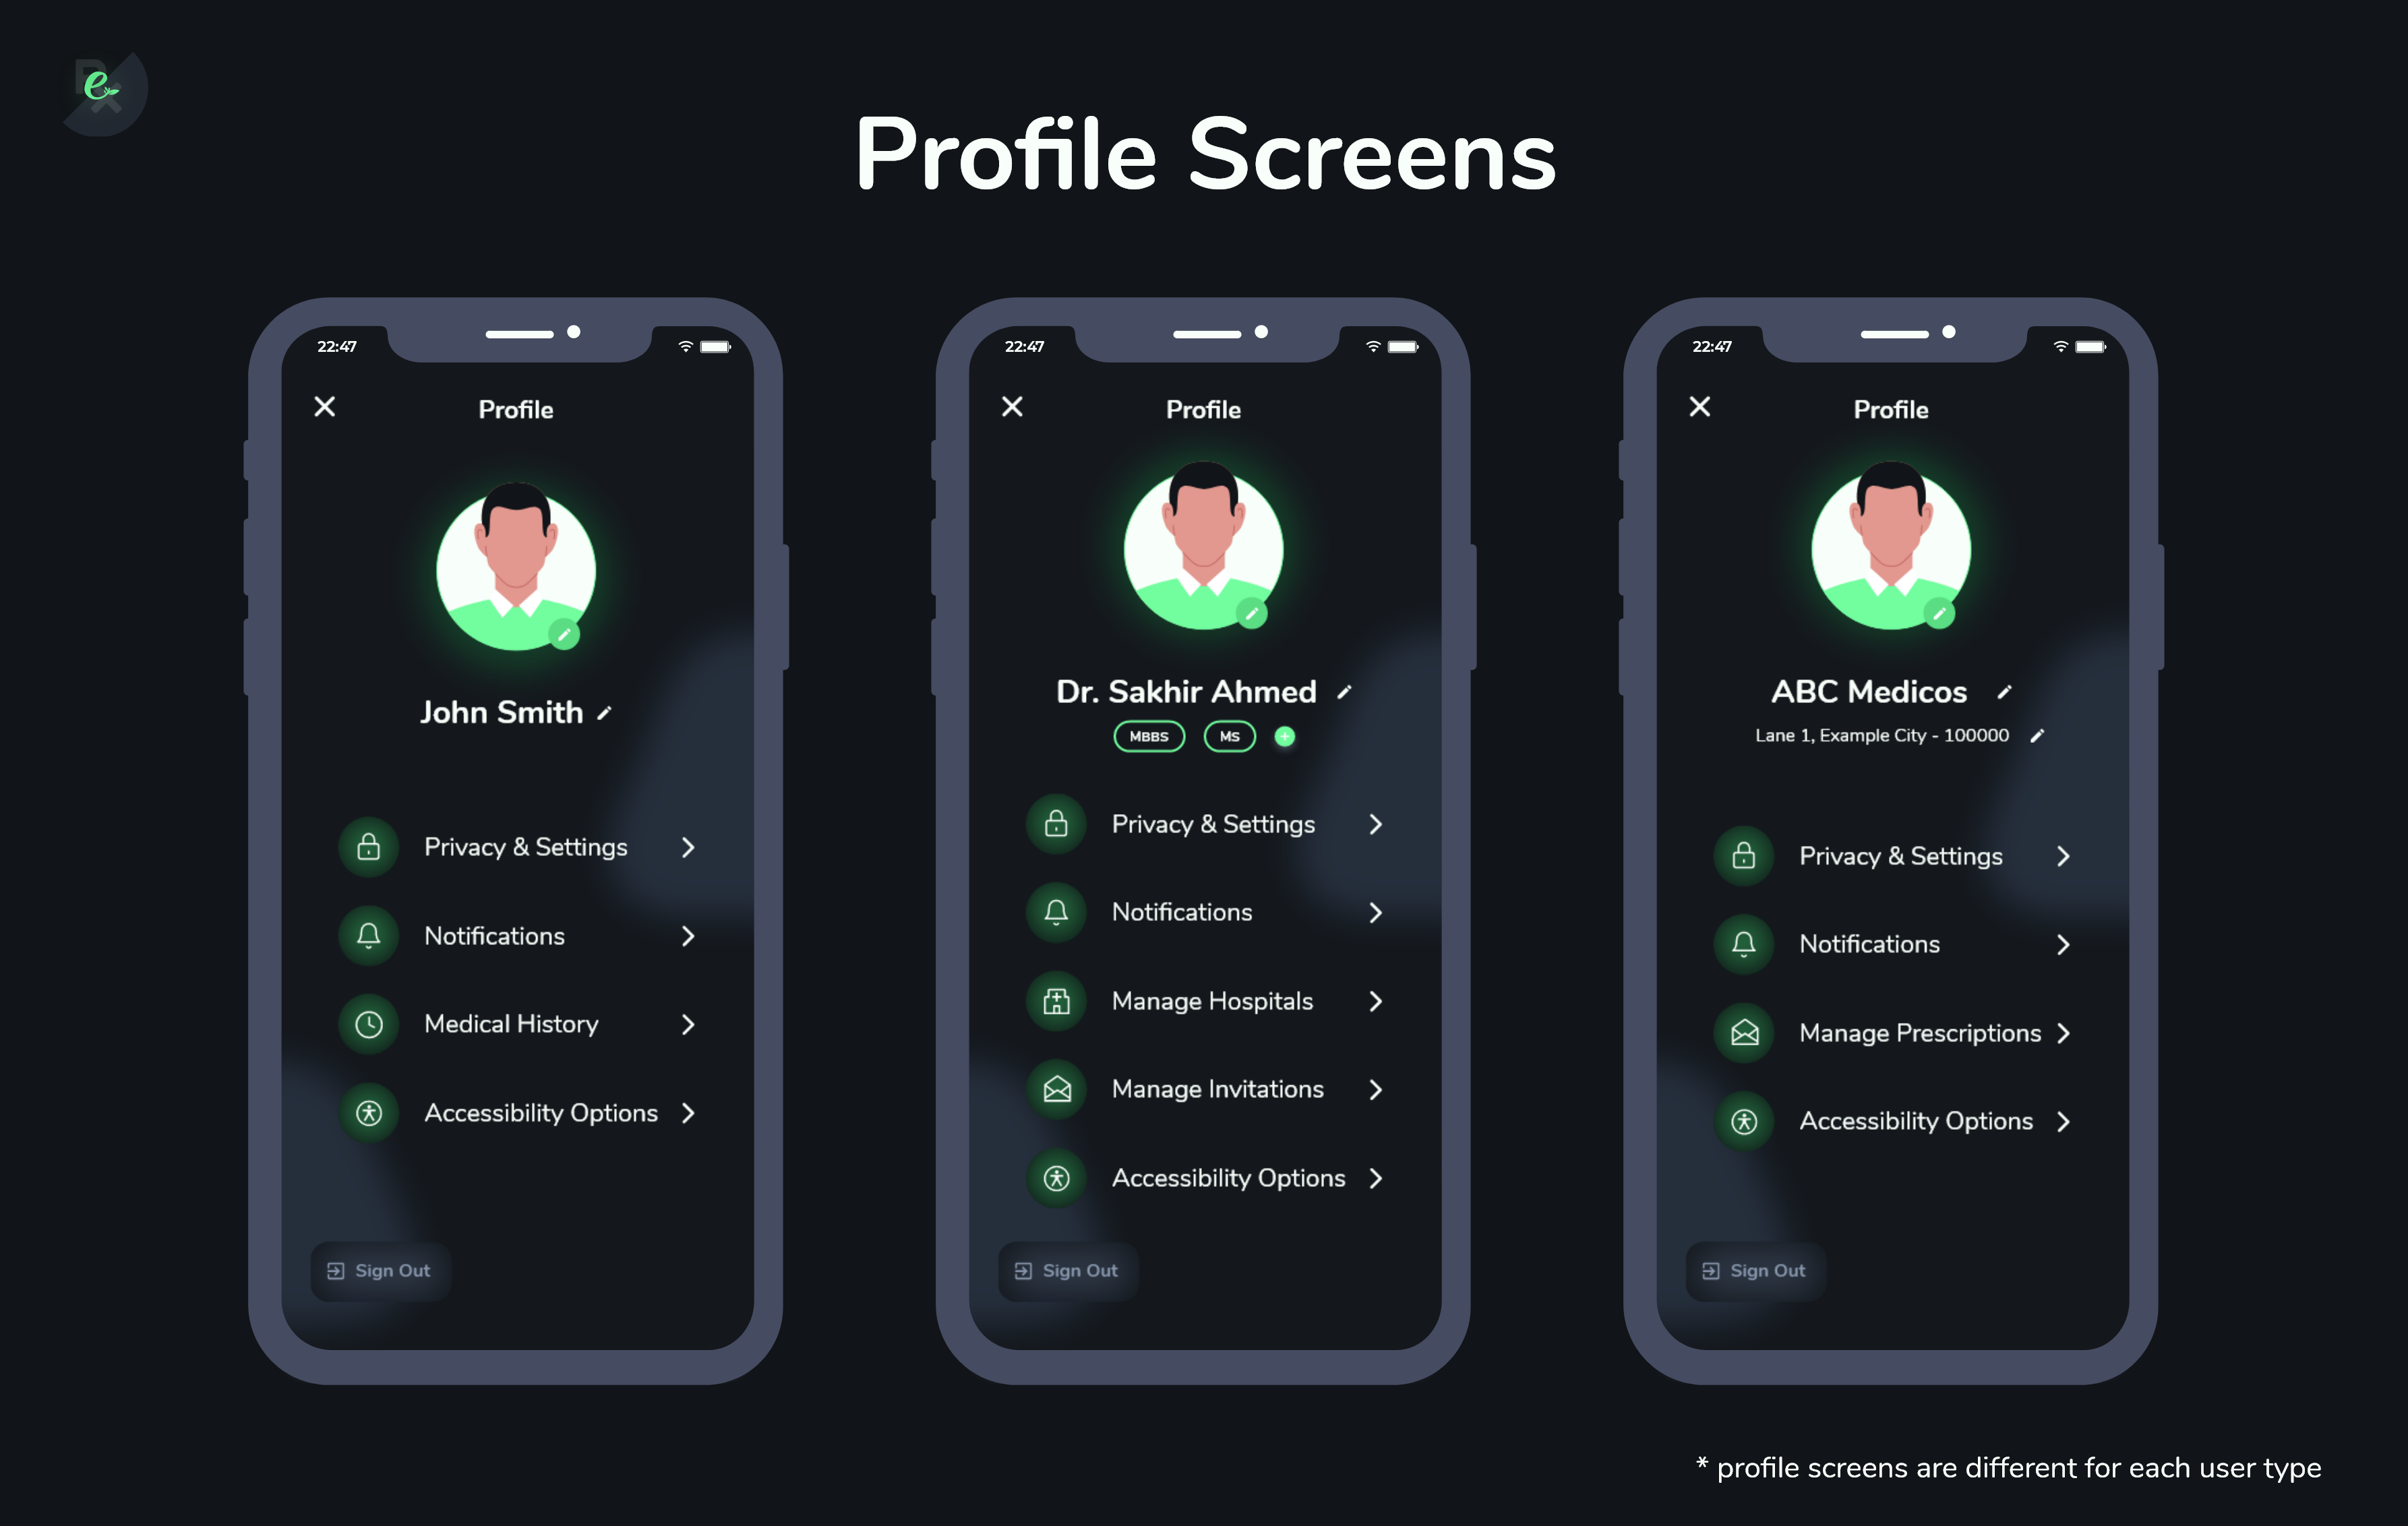 Rx
e
Profile Screens
22:47
Profile
John Smith
Privacy & Settings
Notifications
Medical History
Accessibility Options
Sign Out
22:47
Profile
Dr. Sakhir Ahmed
MBBS MS +
Privacy & Settings
Notifications
Manage Hospitals
Manage Invitations
Accessibility Options
Sign Out
22:47
Profile
ABC Medicos
Lane 1, Example City - 100000
Privacy & Settings
Notifications
Manage Prescriptions
Accessibility Options
Sign Out
* profile screens are different for each user type